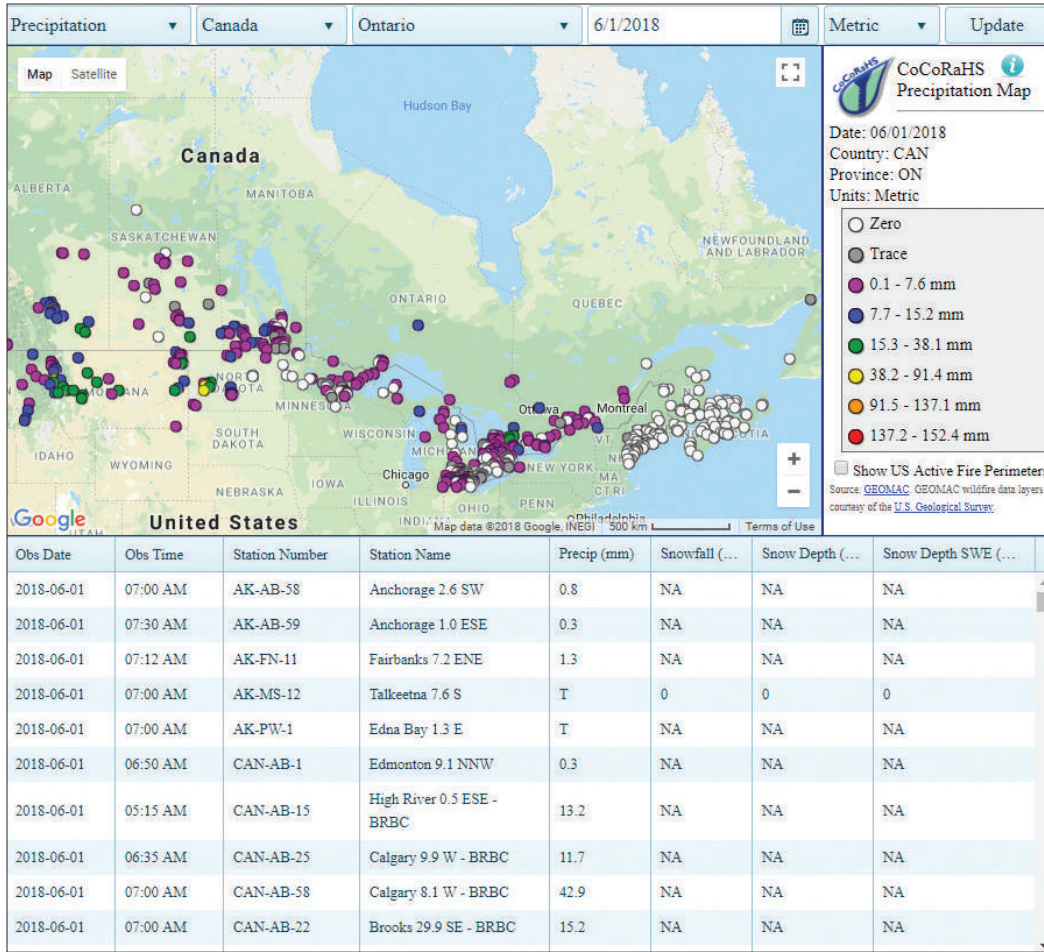 Precipitation Canada Ontario 6/1/2018 Metric Update
Map Satellite
Hudson Bay
Canada
ALBERTA
MANITOBA
SASKATCHEWAN
NEWFOUNDLAND
AND LABRADOR
ONTARIO
QUEBEC
MONTANA
MINNESOTA
Ottawa Montreal
SOUTH
DAKOTA
WISCONSIN
VT
IDAHO
WYOMING
Chicago
NEW YORK
MA
CT RI
IOWA
NEBRASKA
ILLINOIS
OHIO
PENN
Google
United States
Map data ©2018 Google, INEGI 500 km Terms of Use
CoCoRaHS
CoCoRaHS
Precipitation Map
Date: 06/01/2018
Country: CAN
Province: ON
Units: Metric
Zero
Trace
0.1 - 7.6 mm
7.7 - 15.2 mm
15.3 - 38.1 mm
38.2 - 91.4 mm
91.5 - 137.1 mm
137.2 - 152.4 mm
Show US Active Fire Perimeters
Source: GEOMAC. GEOMAC wildfire data layers
courtesy of the U.S. Geological Survey.
Obs Date Obs Time Station Number Station Name Precip (mm) Snowfall (... Snow Depth (... Snow Depth SWE (...
2018-06-01 07:00 AM AK-AB-58 Anchorage 2.6 SW 0.8 NA NA NA
2018-06-01 07:30 AM AK-AB-59 Anchorage 1.0 ESE 0.3 NA NA NA
2018-06-01 07:12 AM AK-FN-11 Fairbanks 7.2 ENE 1.3 NA NA NA
2018-06-01 07:00 AM AK-MS-12 Talkeetna 7.6 S T 0 0 0
2018-06-01 07:00 AM AK-PW-1 Edna Bay 1.3 E T NA NA NA
2018-06-01 06:50 AM CAN-AB-1 Edmonton 9.1 NNW 0.3 NA NA NA
2018-06-01 05:15 AM CAN-AB-15 High River 0.5 ESE - 13.2 NA NA NA
BRBC
2018-06-01 06:35 AM CAN-AB-25 Calgary 9.9 W - BRBC 11.7 NA NA NA
2018-06-01 07:00 AM CAN-AB-58 Calgary 8.1 W - BRBC 42.9 NA NA NA
2018-06-01 07:00 AM CAN-AB-22 Brooks 29.9 SE - BRBC 15.2 NA NA NA